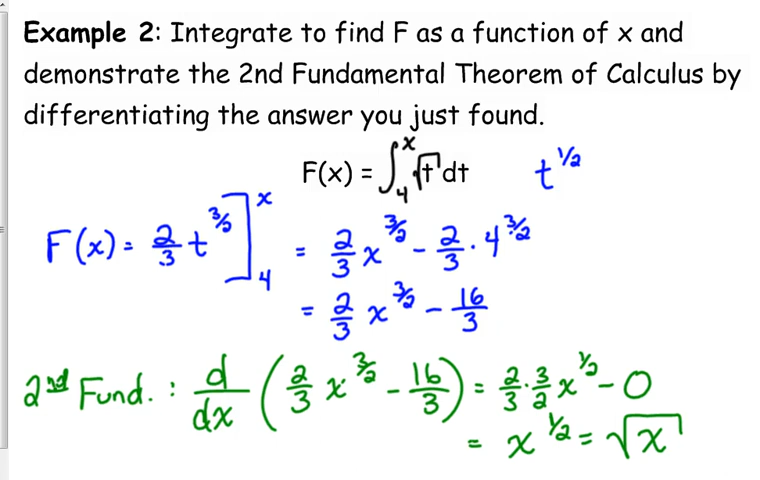 Example 2: Integrate to find F as a function of x and
demonstrate the 2nd Fundamental Theorem of Calculus by
differentiating the answer you just found.
F(x) = ∫₄ˣ √t dt    t^1/2
F(x) = 2/3 t^3/2 ]₄ˣ = 2/3 x^3/2 - 2/3 · 4^3/2
= 2/3 x^3/2 - 16/3
2nd Fund. : d/dx (2/3 x^3/2 - 16/3) = 2/3 · 3/2 x^1/2 - 0
= x^1/2 = √x